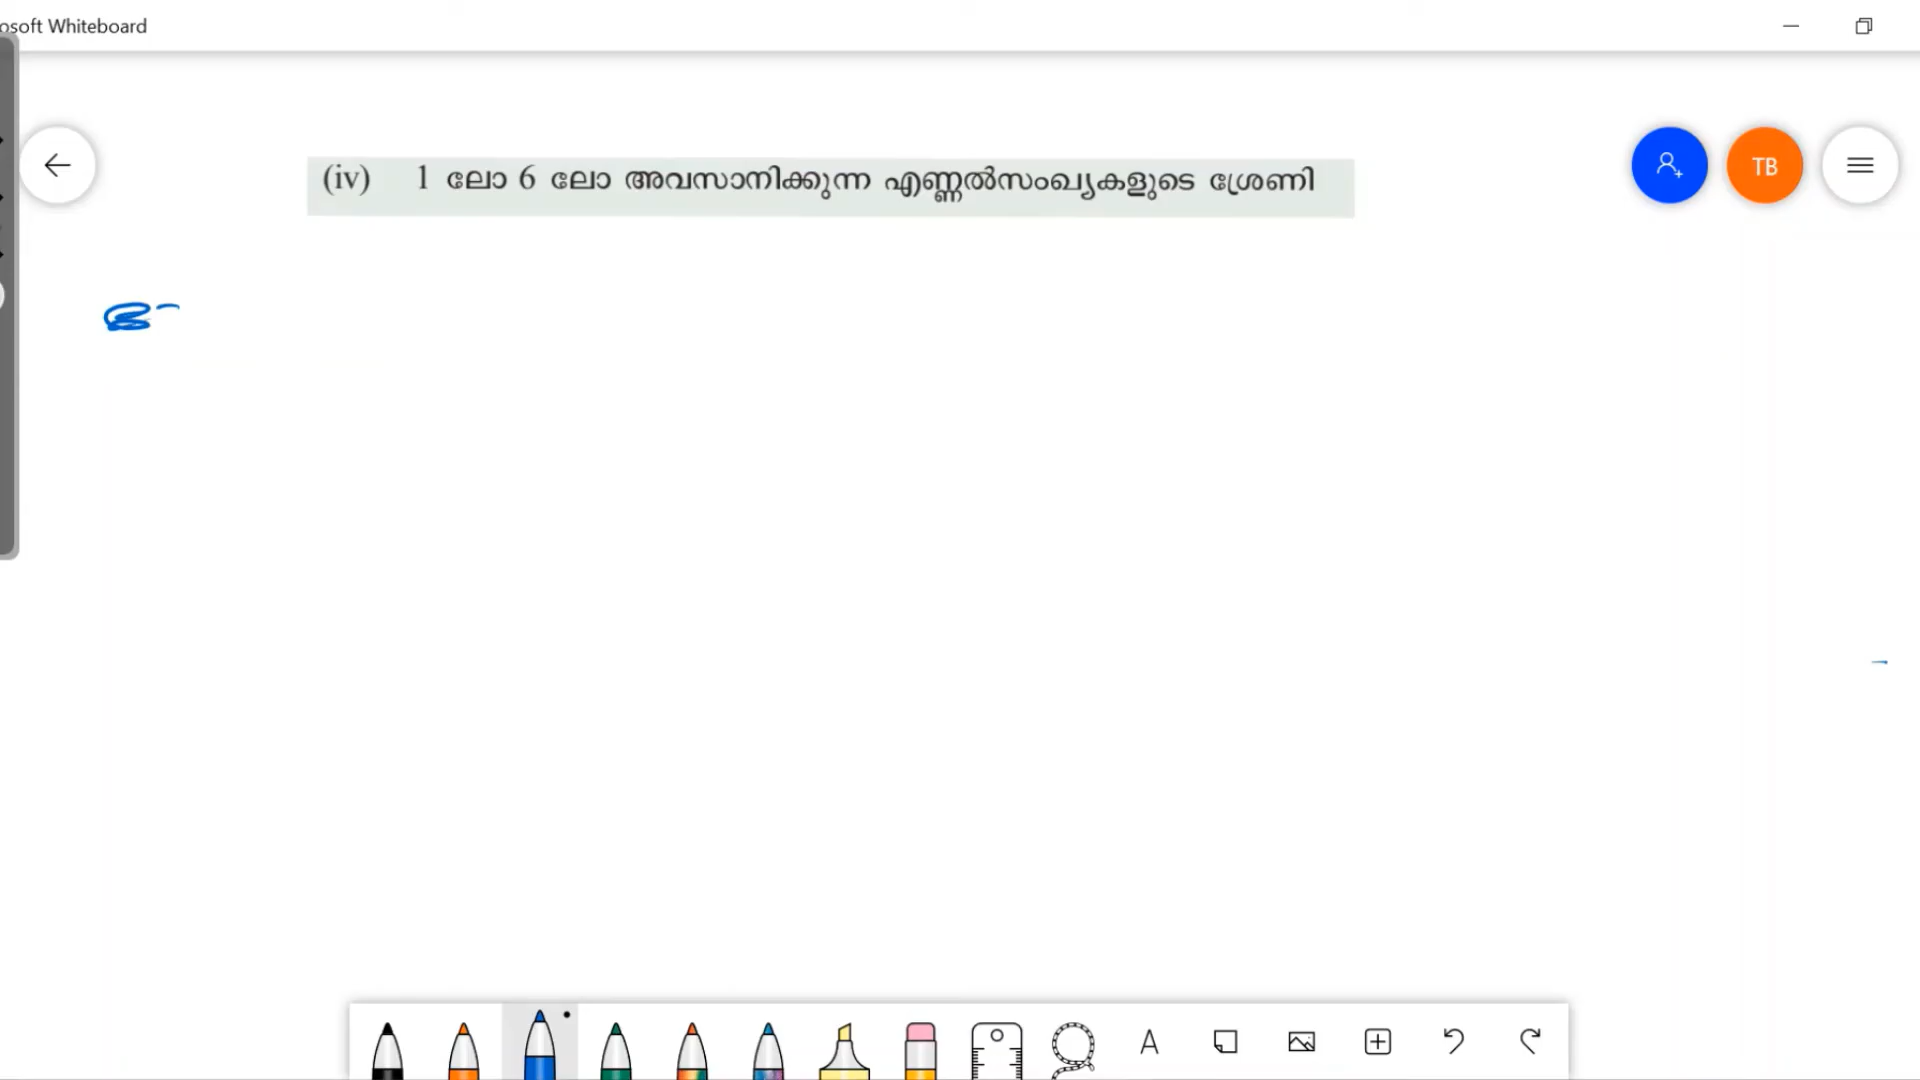 osoft Whiteboard
(iv) 1 ലോ 6 ലോ അവസാനിക്കുന്ന എണ്ണൽസംഖ്യകളുടെ ശ്രേണി
TB
A